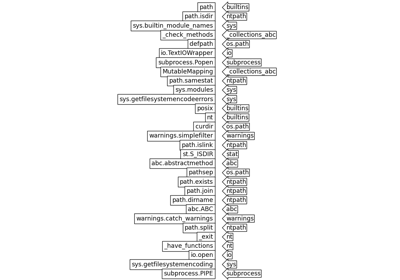 path builtins
path.isdir ntpath
sys.builtin_module_names sys
_check_methods _collections_abc
defpath os.path
io.TextIOWrapper io
subprocess.Popen subprocess
MutableMapping _collections_abc
path.samestat ntpath
sys.modules sys
sys.getfilesystemencodeerrors sys
posix builtins
nt builtins
curdir os.path
warnings.simplefilter warnings
path.islink ntpath
st.S_ISDIR stat
abc.abstractmethod abc
pathsep os.path
path.exists ntpath
path.join ntpath
path.dirname ntpath
abc.ABC abc
warnings.catch_warnings warnings
path.split ntpath
_exit nt
_have_functions nt
io.open io
sys.getfilesystemencoding sys
subprocess.PIPE subprocess